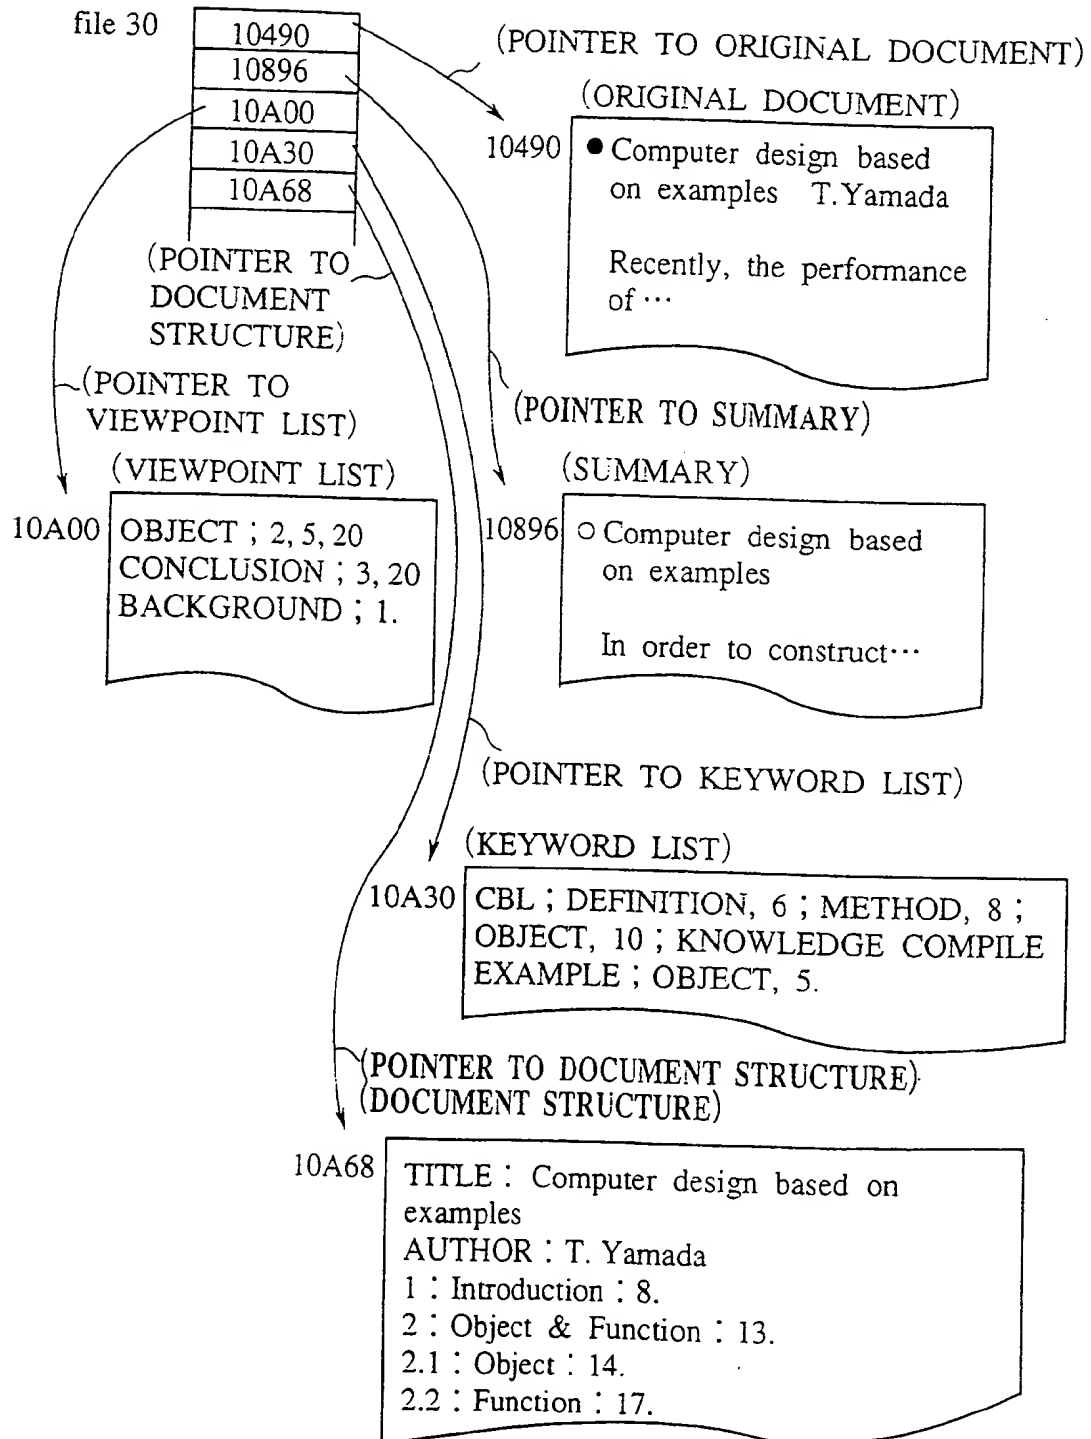 file 30
10490
10896
10A00
10A30
10A68
(POINTER TO ORIGINAL DOCUMENT)
(ORIGINAL DOCUMENT)
10490
● Computer design based
on examples T.Yamada
Recently, the performance
of ···
(POINTER TO
DOCUMENT
STRUCTURE)
(POINTER TO
VIEWPOINT LIST)
(POINTER TO SUMMARY)
(VIEWPOINT LIST)
10A00
OBJECT ; 2, 5, 20
CONCLUSION ; 3, 20
BACKGROUND ; 1.
(SUMMARY)
10896
○ Computer design based
on examples
In order to construct···
(POINTER TO KEYWORD LIST)
(KEYWORD LIST)
10A30
CBL ; DEFINITION, 6 ; METHOD, 8 ;
OBJECT, 10 ; KNOWLEDGE COMPILE
EXAMPLE ; OBJECT, 5.
(POINTER TO DOCUMENT STRUCTURE)
(DOCUMENT STRUCTURE)
10A68
TITLE : Computer design based on
examples
AUTHOR : T. Yamada
1 : Introduction : 8.
2 : Object & Function : 13.
2.1 : Object : 14.
2.2 : Function : 17.